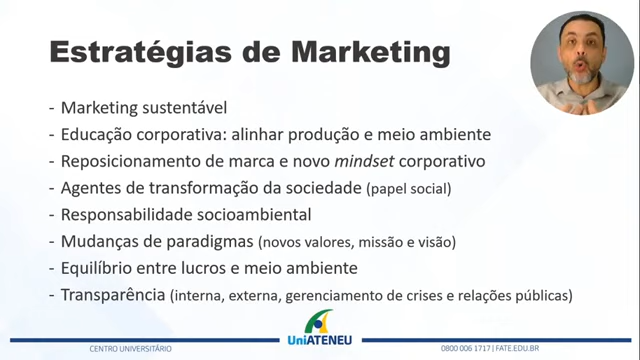 Estratégias de Marketing
- Marketing sustentável
- Educação corporativa: alinhar produção e meio ambiente
- Reposicionamento de marca e novo mindset corporativo
- Agentes de transformação da sociedade (papel social)
- Responsabilidade socioambiental
- Mudanças de paradigmas (novos valores, missão e visão)
- Equilíbrio entre lucros e meio ambiente
- Transparência (interna, externa, gerenciamento de crises e relações públicas)
CENTRO UNIVERSITÁRIO
UniATENEU
0800 006 1717 | FATE.EDU.BR